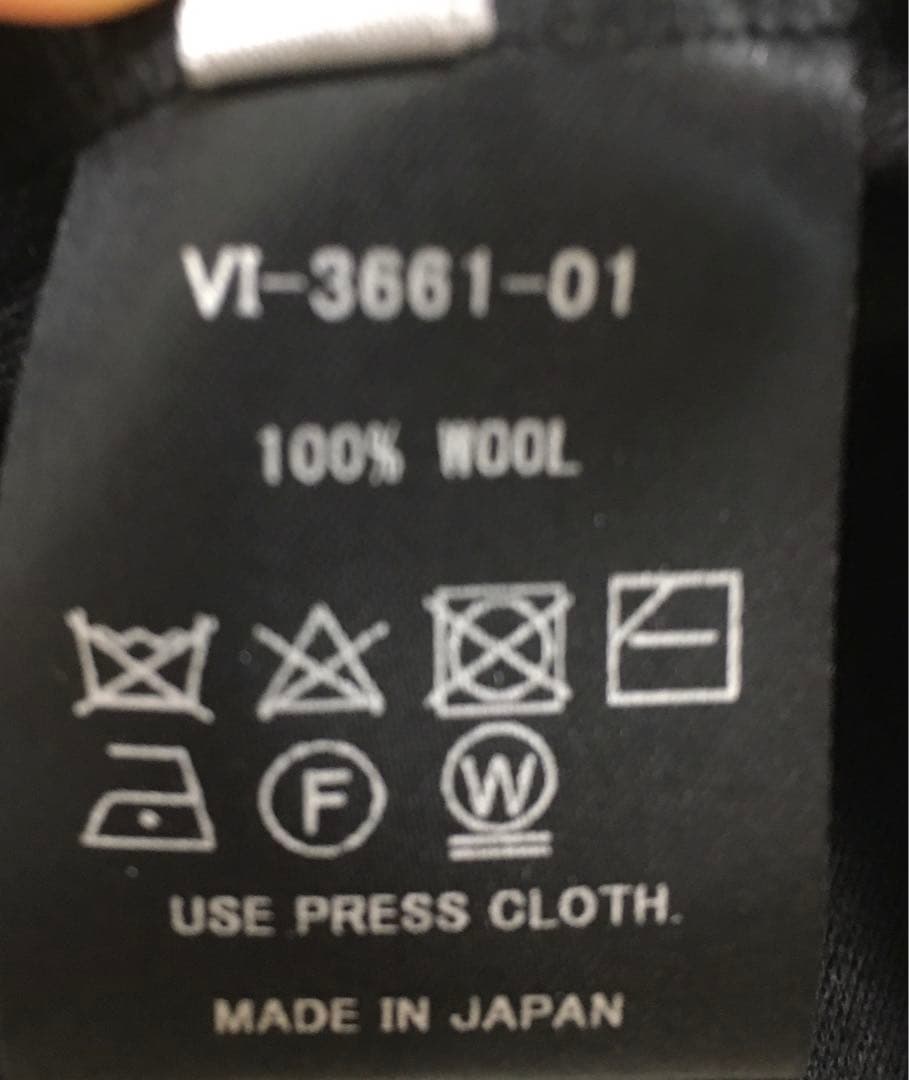 VI-3661-01
100% WOOL
F W
USE PRESS CLOTH.
MADE IN JAPAN